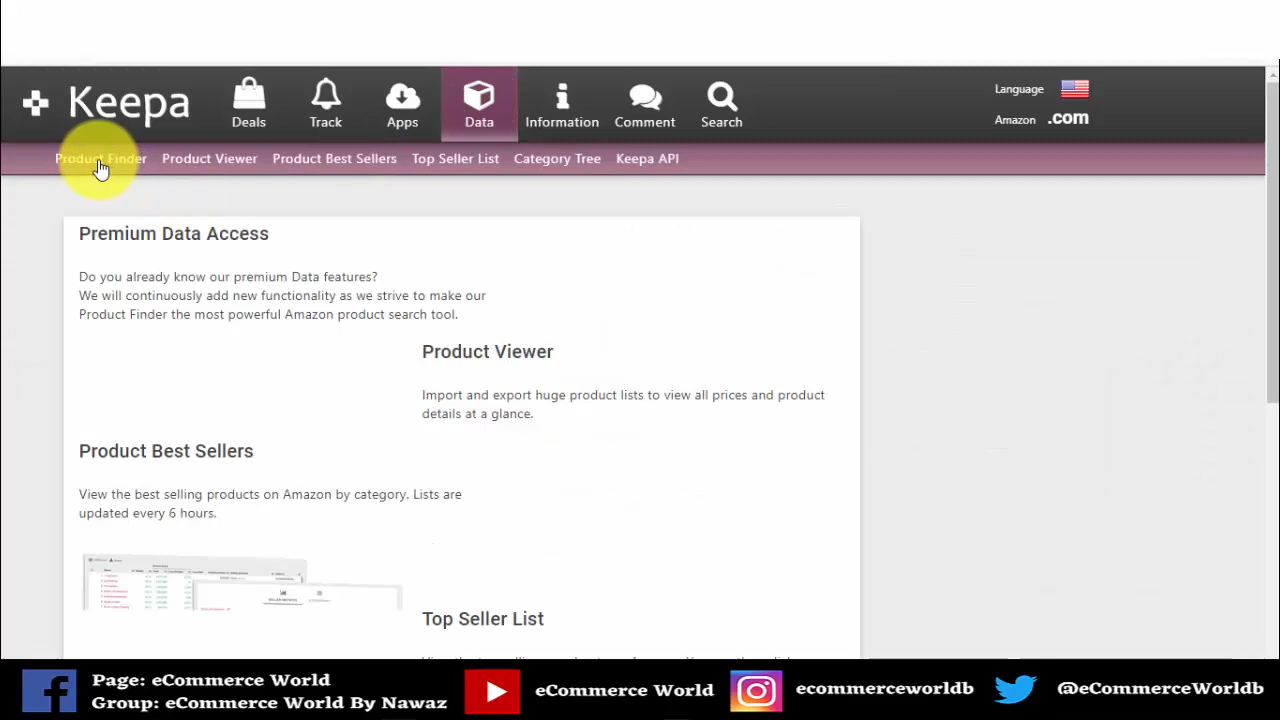 Keepa
Deals
Track
Apps
Data
Information
Comment
Search
Language
Amazon .com
Product Finder Product Viewer Product Best Sellers Top Seller List Category Tree Keepa API
Premium Data Access
Do you already know our premium Data features?
We will continuously add new functionality as we strive to make our
Product Finder the most powerful Amazon product search tool.
Product Viewer
Import and export huge product lists to view all prices and product
details at a glance.
Product Best Sellers
View the best selling products on Amazon by category. Lists are
updated every 6 hours.
Top Seller List
Page: eCommerce World
Group: eCommerce World By Nawaz
eCommerce World
ecommerceworldb
@eCommerceWorldb